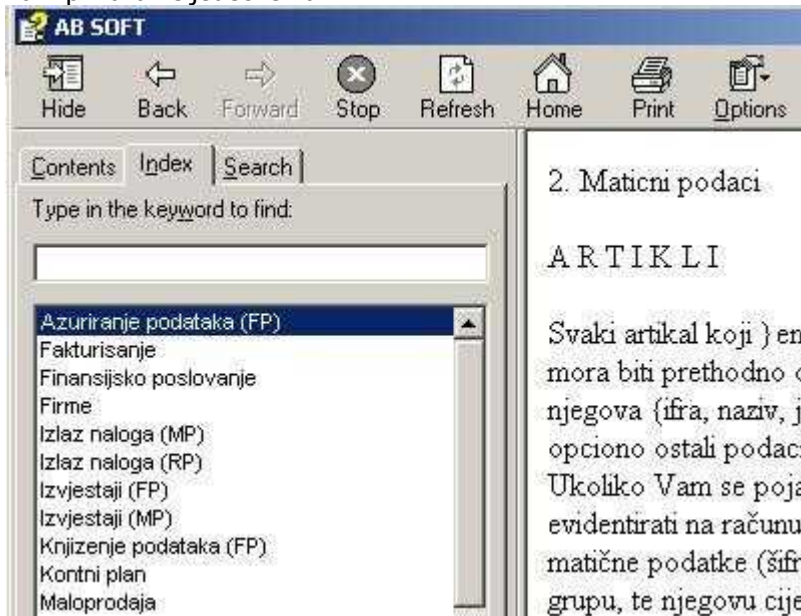 AB SOFT
Hide Back Forward Stop Refresh Home Print Options
Contents Index Search
Type in the keyword to find:
Azuriranje podataka (FP)
Fakturisanje
Finansijsko poslovanje
Firme
Izlaz naloga (MP)
Izlaz naloga (RP)
Izvjestaji (FP)
Izvjestaji (MP)
Knjizenje podataka (FP)
Kontni plan
Maloprodaja
2. Maticni podaci
A R T I K L I
Svaki artikal koji }en
mora biti prethodno
njegova {ifra, naziv, j
opciono ostali podaci
Ukoliko Vam se poja
evidentirati na računu
matične podatke (šifr
grupu, te njegovu cije